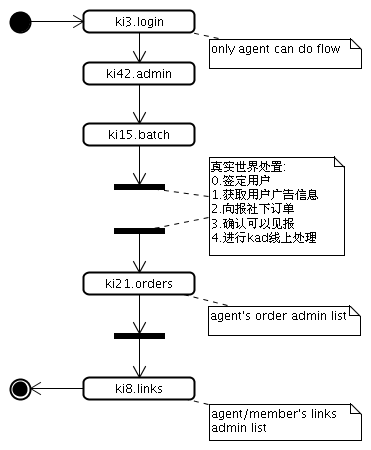 ki3.login
only agent can do flow
ki42.admin
ki15.batch
真实世界处置:
0.签定用户
1.获取用户广告信息
2.向报社下订单
3.确认可以见报
4.进行kad线上处理
ki21.orders
agent's order admin list
ki8.links
agent/member's links
admin list